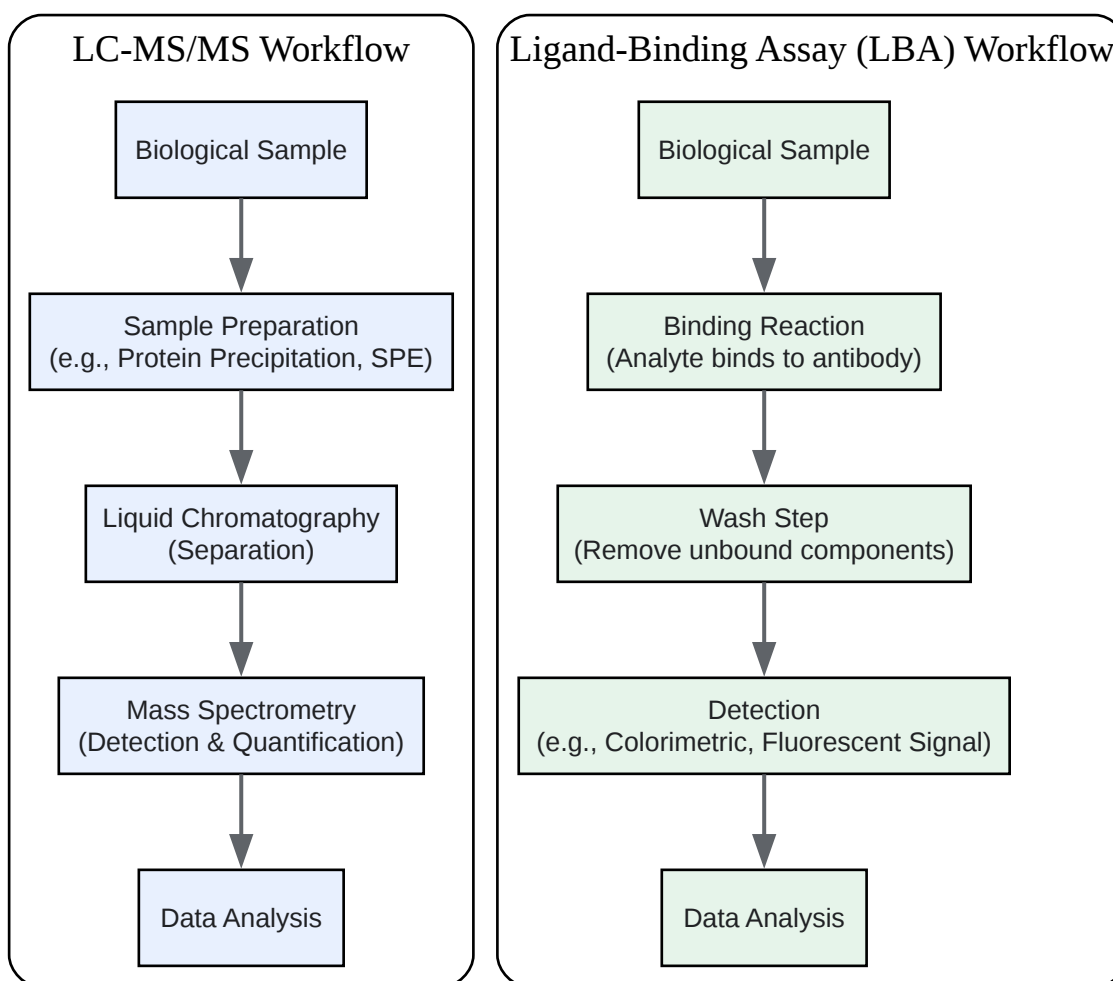 LC-MS/MS Workflow
Biological Sample
Sample Preparation
(e.g., Protein Precipitation, SPE)
Liquid Chromatography
(Separation)
Mass Spectrometry
(Detection & Quantification)
Data Analysis
Ligand-Binding Assay (LBA) Workflow
Biological Sample
Binding Reaction
(Analyte binds to antibody)
Wash Step
(Remove unbound components)
Detection
(e.g., Colorimetric, Fluorescent Signal)
Data Analysis